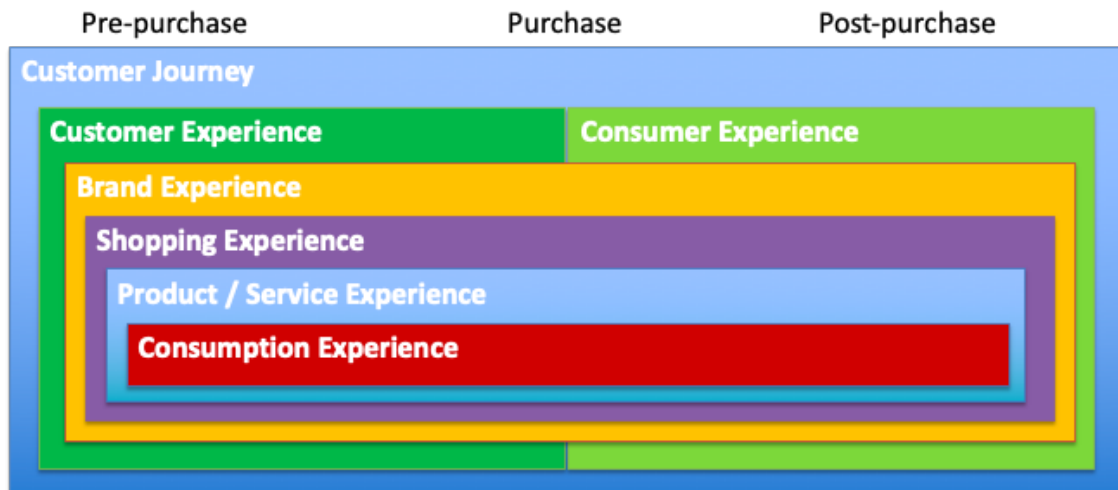 Pre-purchase Purchase Post-purchase
Customer Journey
Customer Experience Consumer Experience
Brand Experience
Shopping Experience
Product / Service Experience
Consumption Experience